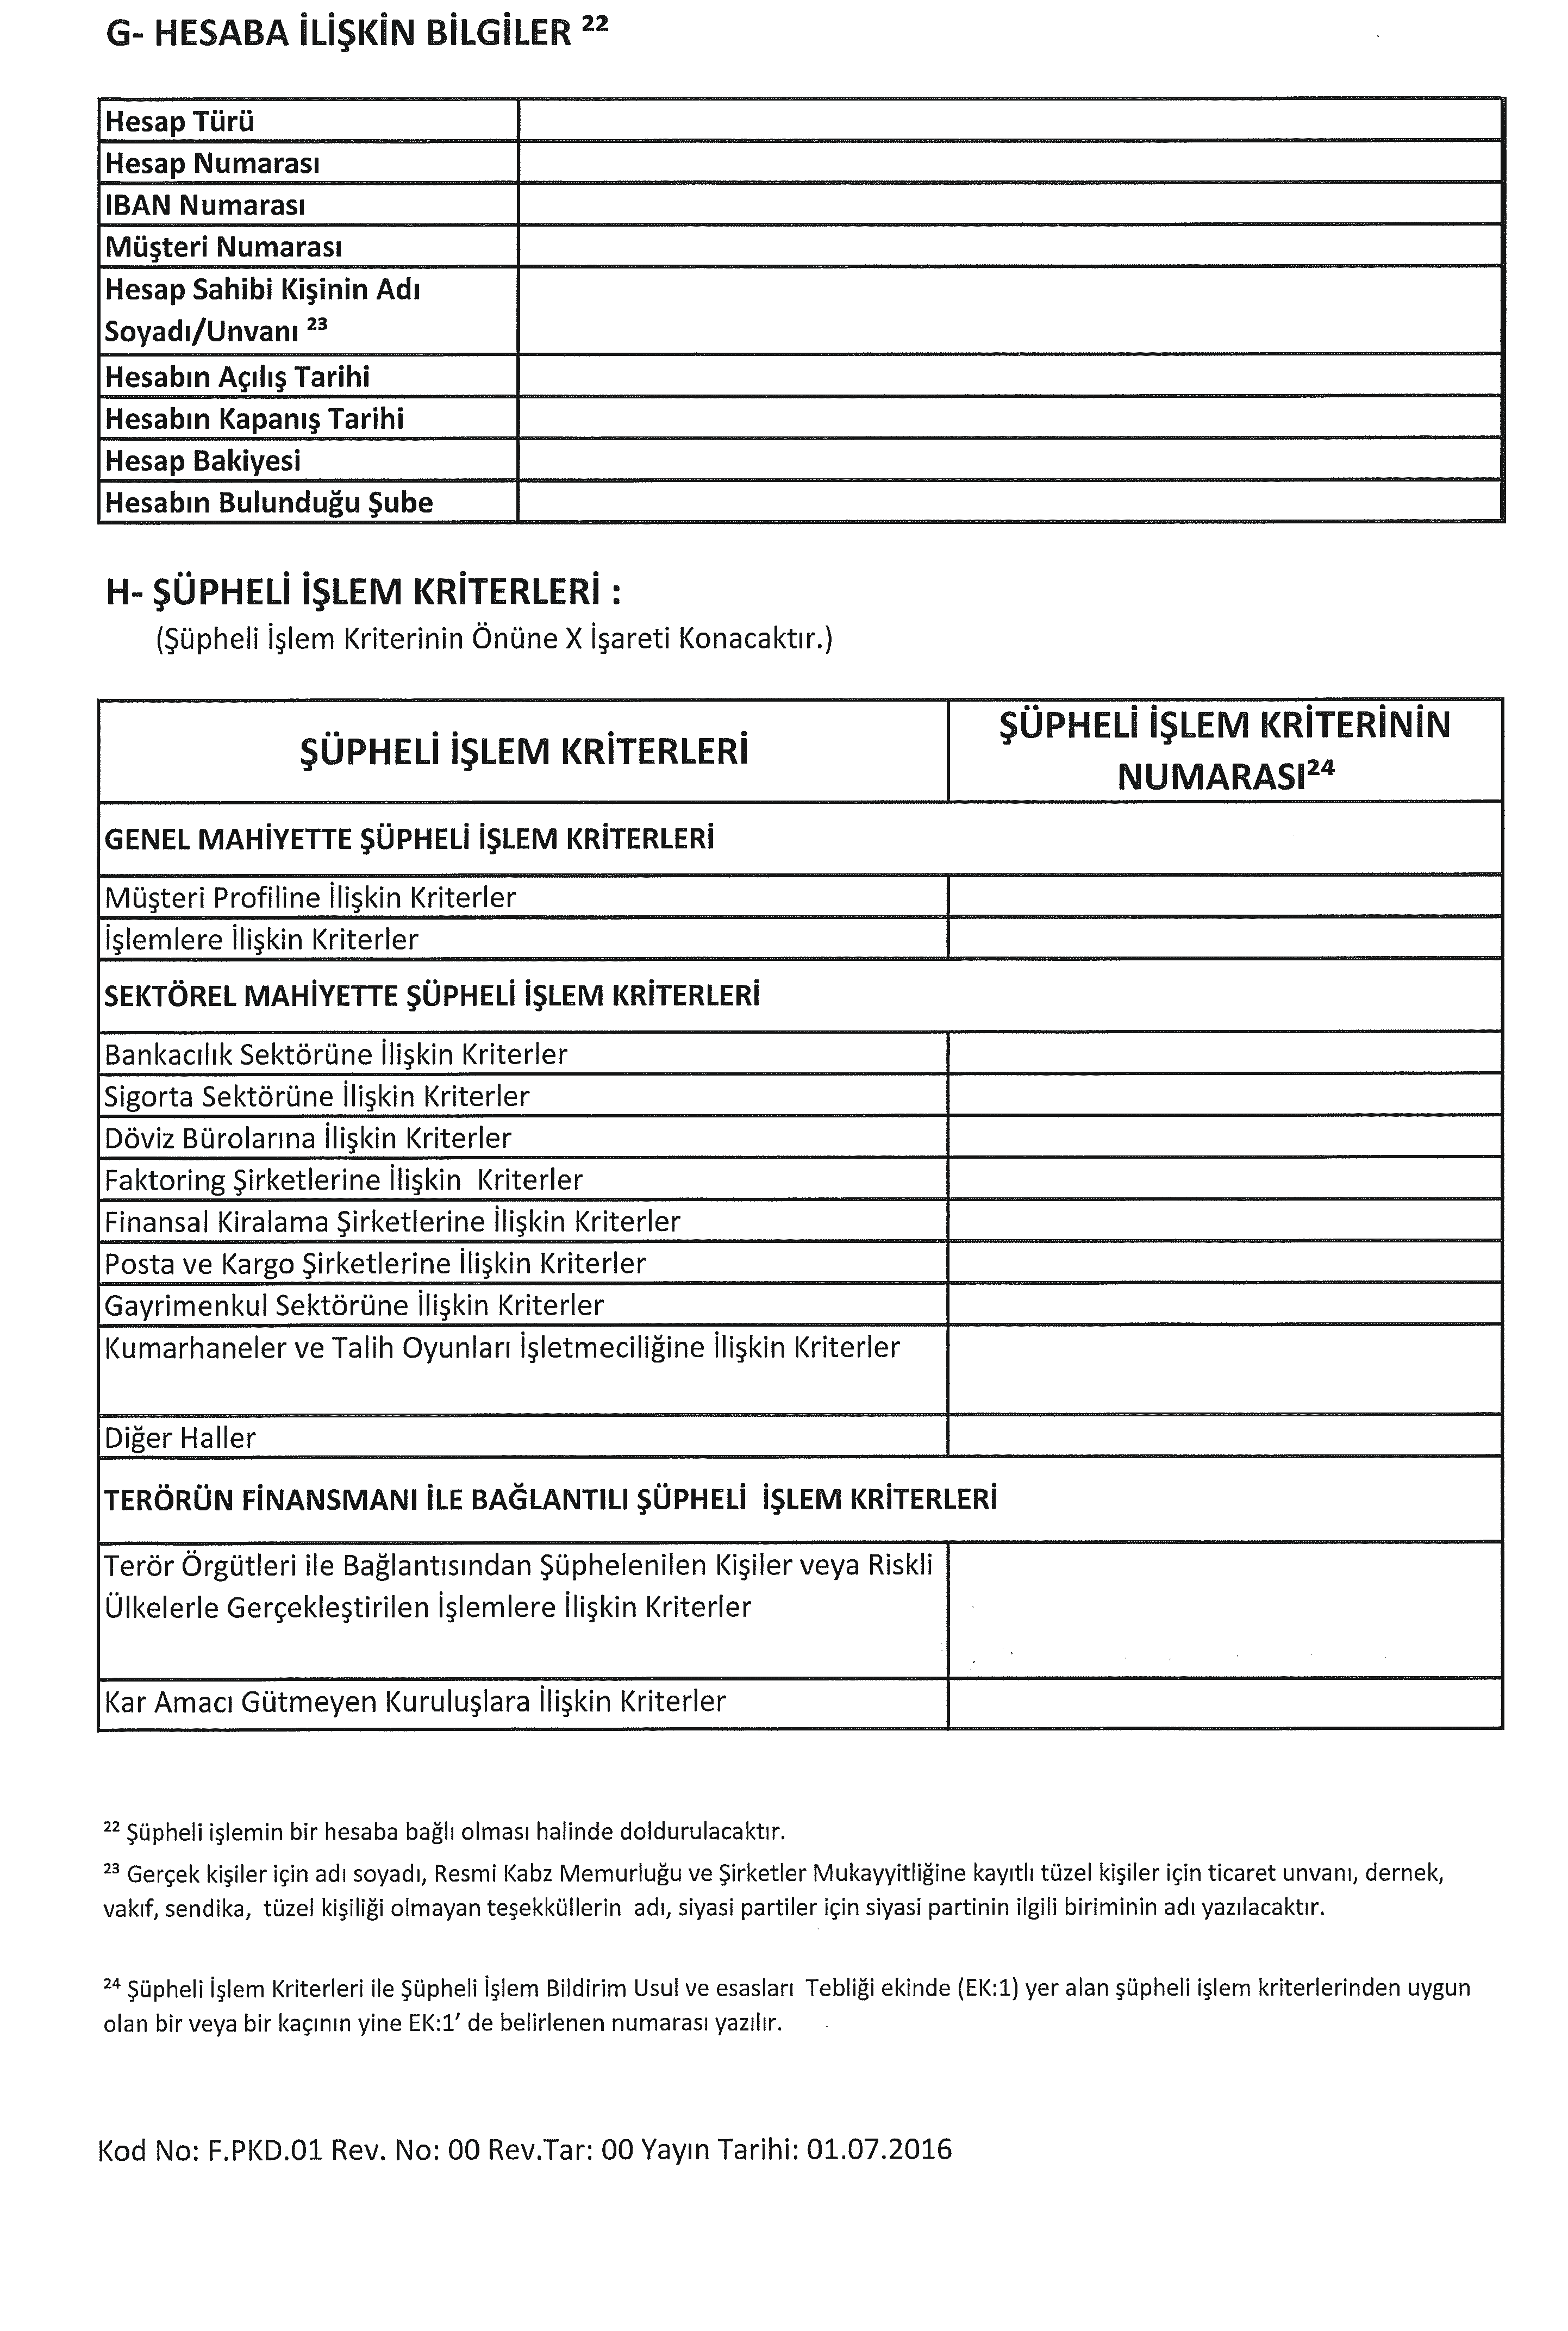 G- HESABA İLİŞKİN BİLGİLER ²²
Hesap Türü
Hesap Numarası
IBAN Numarası
Müşteri Numarası
Hesap Sahibi Kişinin Adı
Soyadı/Unvanı ²³
Hesabın Açılış Tarihi
Hesabın Kapanış Tarihi
Hesap Bakiyesi
Hesabın Bulunduğu Şube
H- ŞÜPHELİ İŞLEM KRİTERLERİ :
(Şüpheli İşlem Kriterinin Önüne X İşareti Konacaktır.)
ŞÜPHELİ İŞLEM KRİTERLERİ
ŞÜPHELİ İŞLEM KRİTERİNİN
NUMARASI²⁴
GENEL MAHİYETTE ŞÜPHELİ İŞLEM KRİTERLERİ
Müşteri Profiline İlişkin Kriterler
İşlemlere İlişkin Kriterler
SEKTÖREL MAHİYETTE ŞÜPHELİ İŞLEM KRİTERLERİ
Bankacılık Sektörüne İlişkin Kriterler
Sigorta Sektörüne İlişkin Kriterler
Döviz Bürolarına İlişkin Kriterler
Faktoring Şirketlerine İlişkin  Kriterler
Finansal Kiralama Şirketlerine İlişkin Kriterler
Posta ve Kargo Şirketlerine İlişkin Kriterler
Gayrimenkul Sektörüne İlişkin Kriterler
Kumarhaneler ve Talih Oyunları İşletmeciliğine İlişkin Kriterler
Diğer Haller
TERÖRÜN FİNANSMANI İLE BAĞLANTILI ŞÜPHELİ  İŞLEM KRİTERLERİ
Terör Örgütleri ile Bağlantısından Şüphelenilen Kişiler veya Riskli
Ülkelerle Gerçekleştirilen İşlemlere İlişkin Kriterler
Kar Amacı Gütmeyen Kuruluşlara İlişkin Kriterler
²² Şüpheli işlemin bir hesaba bağlı olması halinde doldurulacaktır.
²³ Gerçek kişiler için adı soyadı, Resmi Kabz Memurluğu ve Şirketler Mukayyitliğine kayıtlı tüzel kişiler için ticaret unvanı, dernek,
vakıf, sendika,  tüzel kişiliği olmayan teşekküllerin  adı, siyasi partiler için siyasi partinin ilgili biriminin adı yazılacaktır.
²⁴ Şüpheli İşlem Kriterleri ile Şüpheli İşlem Bildirim Usul ve esasları  Tebliği ekinde (EK:1) yer alan şüpheli işlem kriterlerinden uygun
olan bir veya bir kaçının yine EK:1’ de belirlenen numarası yazılır.
Kod No: F.PKD.01 Rev. No: 00 Rev.Tar: 00 Yayın Tarihi: 01.07.2016